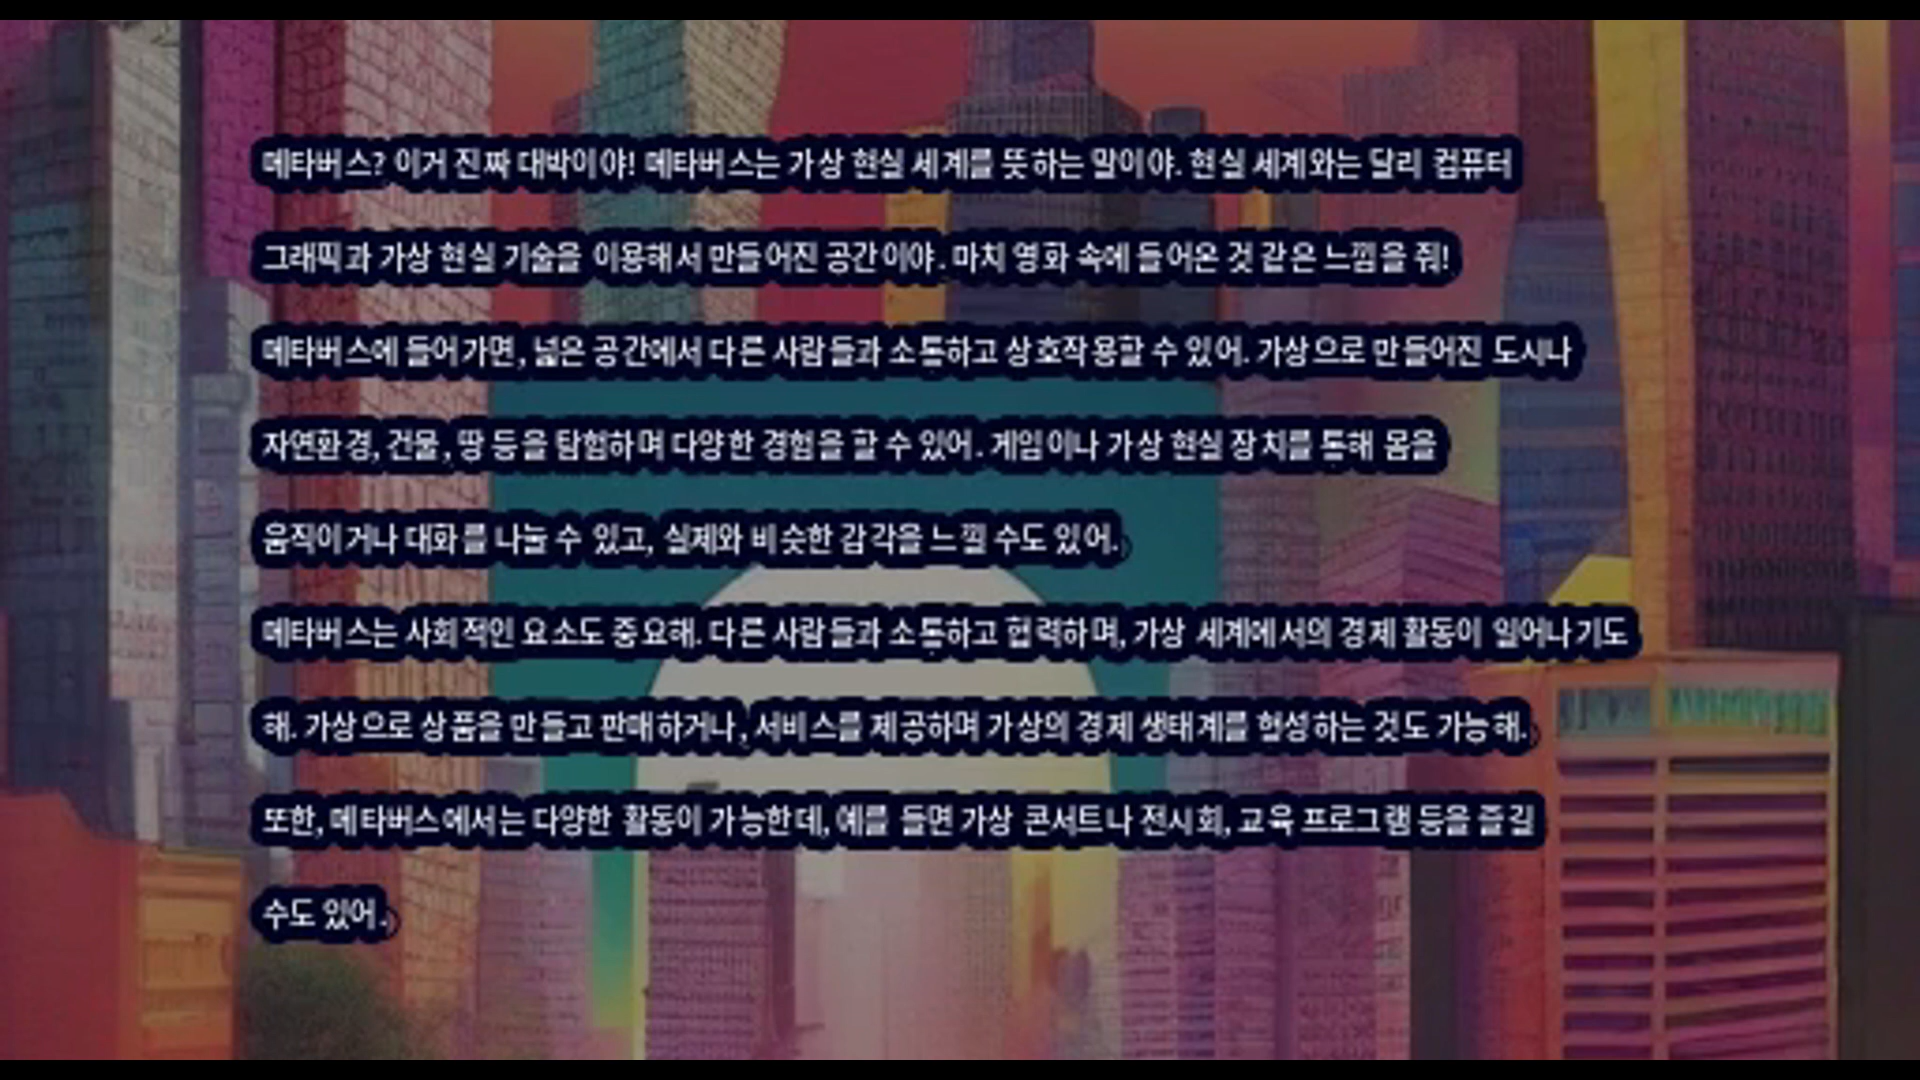 메타버스? 이거 진짜 대박이야! 메타버스는 가상 현실 세계를 뜻하는 말이야. 현실 세계와는 달리 컴퓨터
그래픽과 가상 현실 기술을 이용해서 만들어진 공간이야. 마치 영화 속에 들어온 것 같은 느낌을 줘!
메타버스에 들어가면, 넓은 공간에서 다른 사람들과 소통하고 상호작용할 수 있어. 가상으로 만들어진 도시나
자연환경, 건물, 땅 등을 탐험하며 다양한 경험을 할 수 있어. 게임이나 가상 현실 장치를 통해 몸을
움직이거나 대화를 나눌 수 있고, 실제와 비슷한 감각을 느낄 수도 있어.
메타버스는 사회적인 요소도 중요해. 다른 사람들과 소통하고 협력하며, 가상 세계에서의 경제 활동이 일어나기도
해. 가상으로 상품을 만들고 판매하거나, 서비스를 제공하며 가상의 경제 생태계를 형성하는 것도 가능해.
또한, 메타버스에서는 다양한 활동이 가능한데, 예를 들면 가상 콘서트나 전시회, 교육 프로그램 등을 즐길
수도 있어.